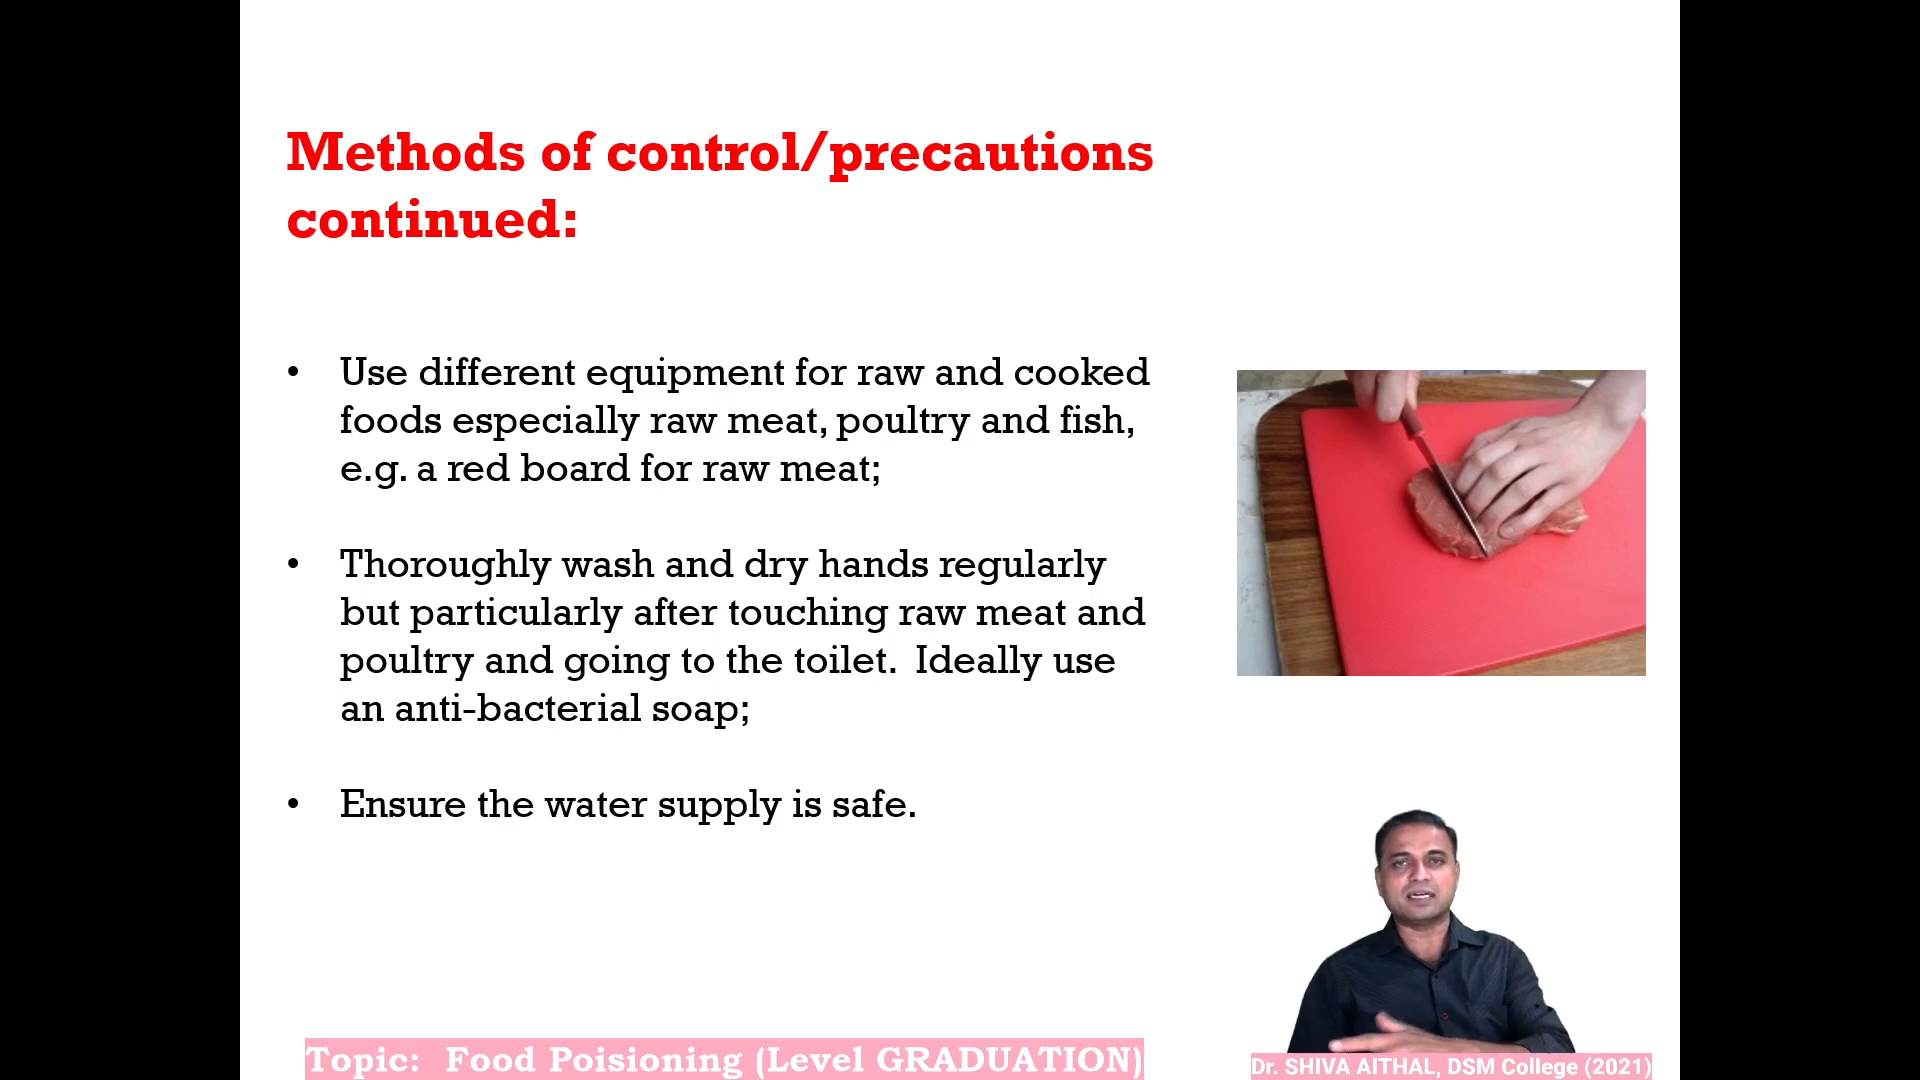 Methods of control/precautions
continued:
• Use different equipment for raw and cooked
foods especially raw meat, poultry and fish,
e.g. a red board for raw meat;
• Thoroughly wash and dry hands regularly
but particularly after touching raw meat and
poultry and going to the toilet.  Ideally use
an anti-bacterial soap;
• Ensure the water supply is safe.
Topic:  Food Poisioning (Level GRADUATION)
Dr. SHIVA AITHAL, DSM College (2021)